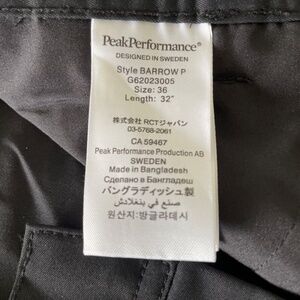 PeakPerformance®
DESIGNED IN SWEDEN
Style BARROW P
G62023005
Size: 36
Length: 32"
株式会社 RCTジャパン
03-5768-2061
CA 59467
Peak Performance Production AB
SWEDEN
Made in Bangladesh
Сделано в Бангладеш
バングラディッシュ製
صنع في بنغلادش
원산지: 방글라데시